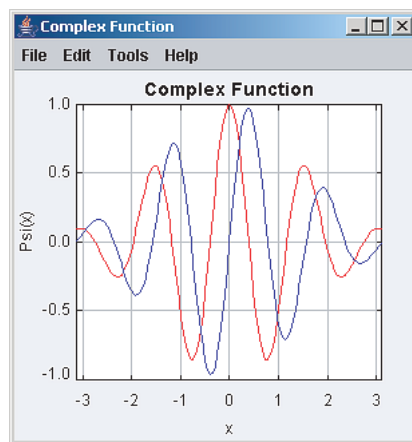 Complex Function
File Edit Tools Help
Complex Function
1.0
0.5
0.0
-0.5
-1.0
Psi(x)
-3 -2 -1 0 1 2 3
x